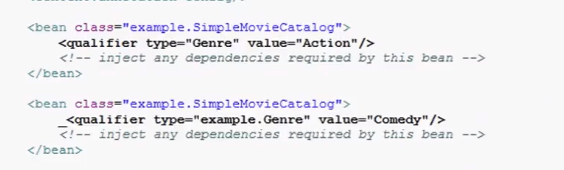 <bean class="example.SimpleMovieCatalog">
<qualifier type="Genre" value="Action"/>
<!-- inject any dependencies required by this bean -->
</bean>
<bean class="example.SimpleMovieCatalog">
_<qualifier type="example.Genre" value="Comedy"/>
<!-- inject any dependencies required by this bean -->
</bean>